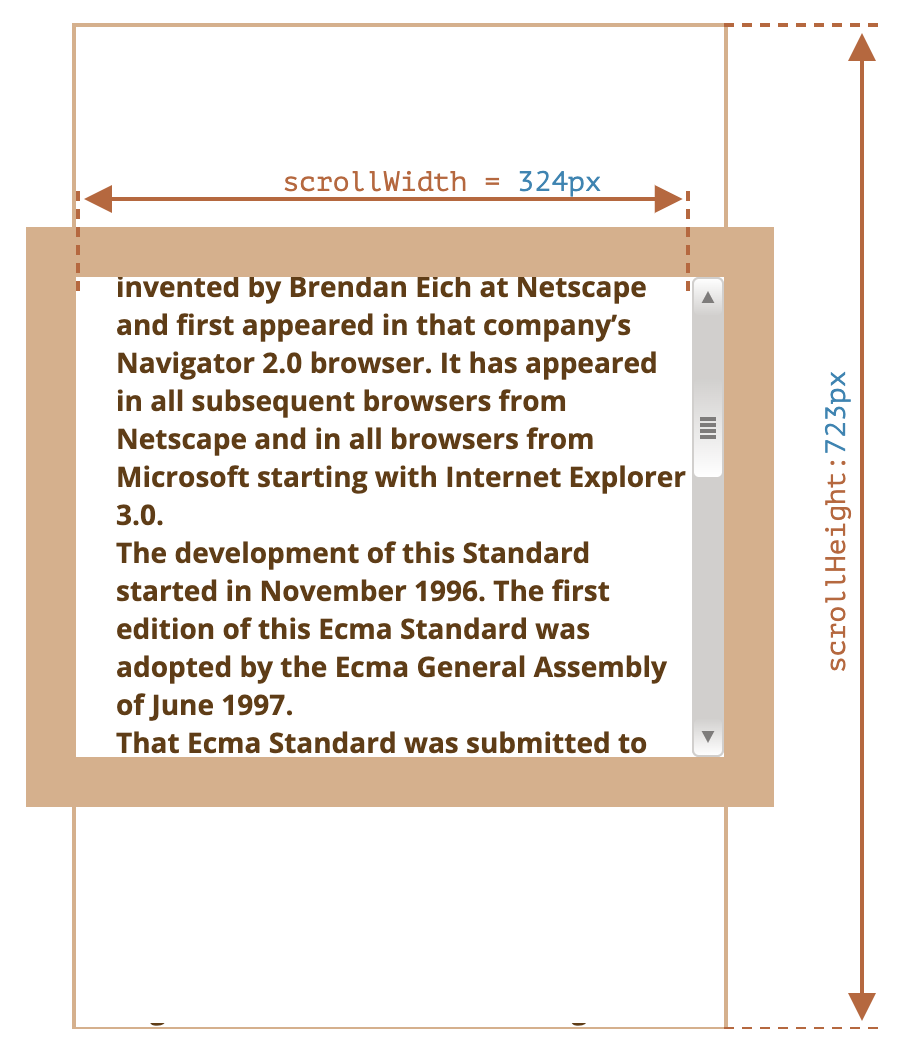 scrollWidth = 324px
invented by Brendan Eich at Netscape
and first appeared in that company’s
Navigator 2.0 browser. It has appeared
in all subsequent browsers from
Netscape and in all browsers from
Microsoft starting with Internet Explorer
3.0.
The development of this Standard
started in November 1996. The first
edition of this Ecma Standard was
adopted by the Ecma General Assembly
of June 1997.
That Ecma Standard was submitted to
scrollHeight:723px